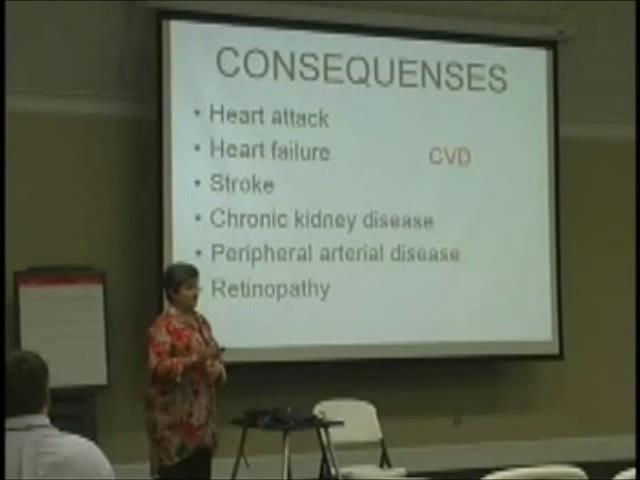 CONSEQUENSES
• Heart attack
• Heart failure CVD
• Stroke
• Chronic kidney disease
• Peripheral arterial disease
Retinopathy